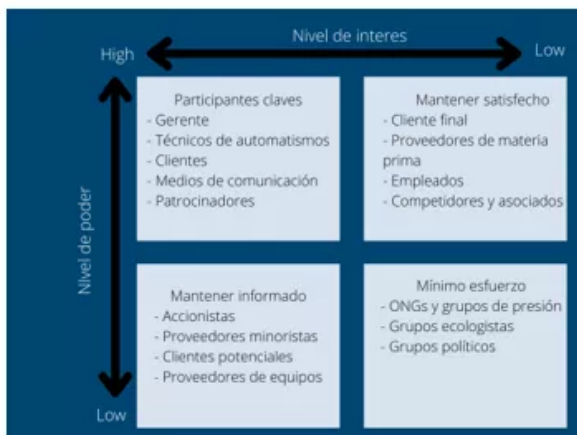 Nivel de interes
High
Low
Nivel de poder
Participantes claves
- Gerente
- Técnicos de automatismos
- Clientes
- Medios de comunicación
- Patrocinadores
Mantener satisfecho
- Cliente final
- Proveedores de materia
prima
- Empleados
- Competidores y asociados
Mantener informado
- Accionistas
- Proveedores minoristas
- Clientes potenciales
- Proveedores de equipos
Mínimo esfuerzo
- ONGs y grupos de presión
- Grupos ecologistas
- Grupos políticos
Low